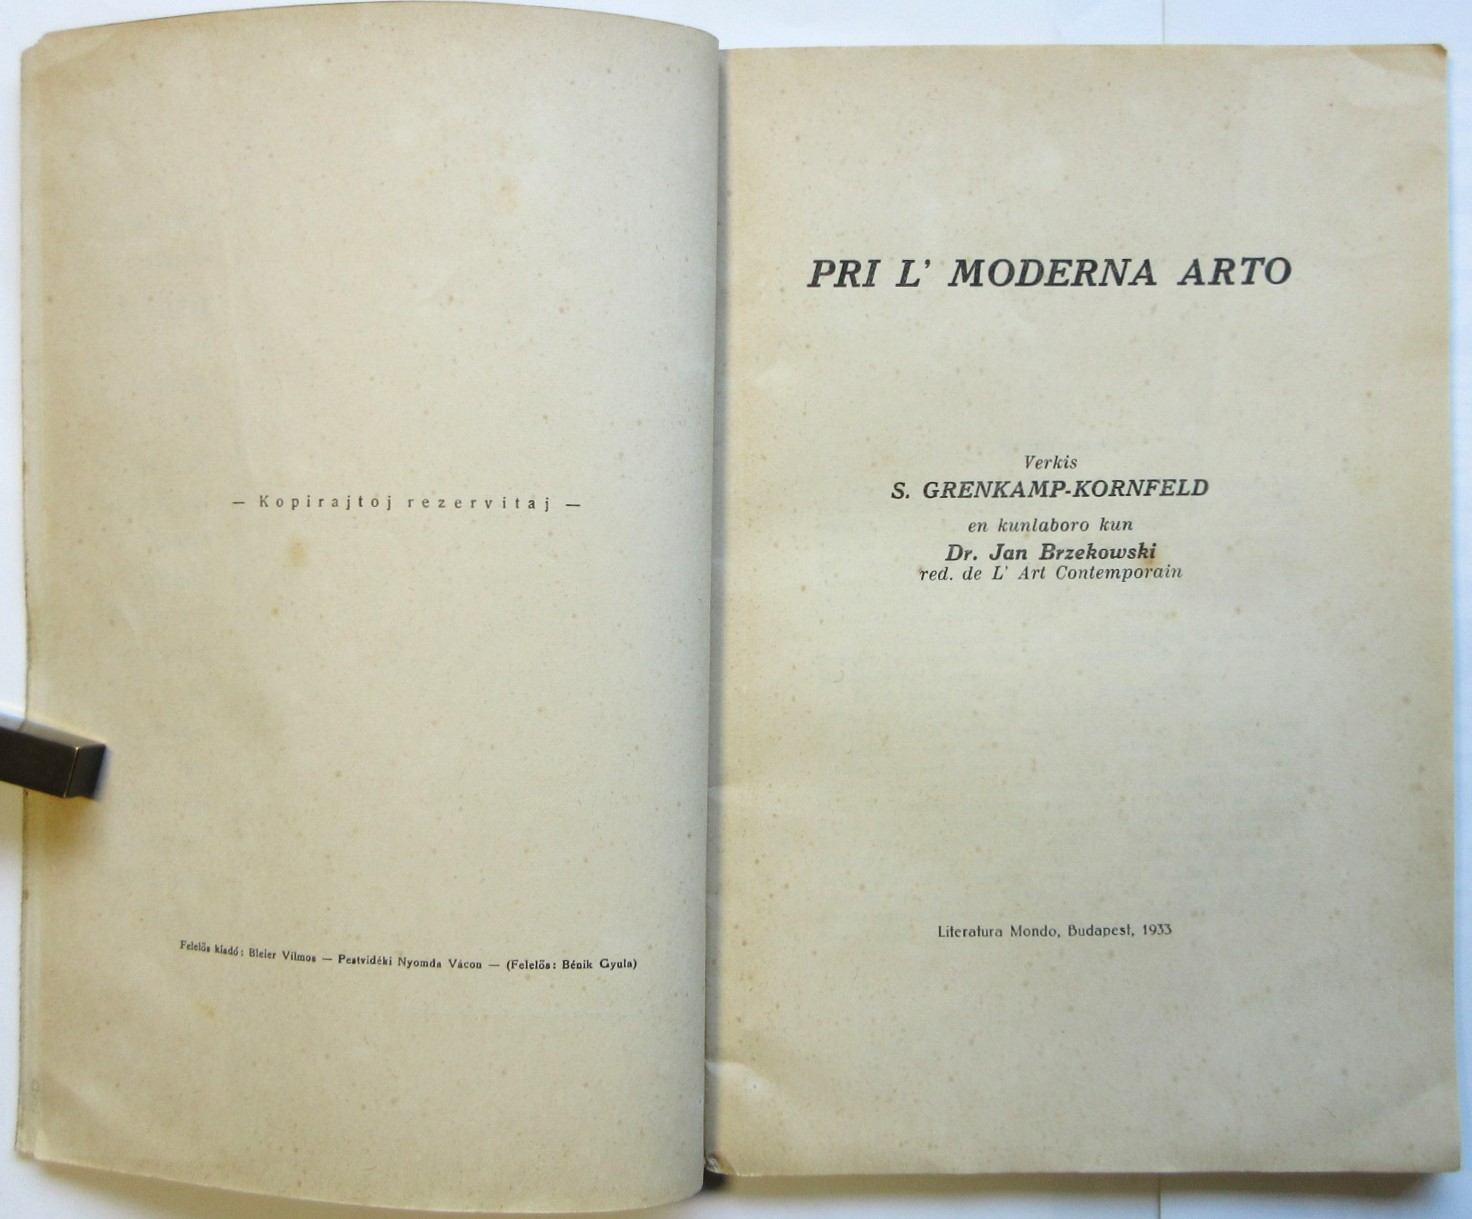 — Kopirajtoj rezervitaj —
Felelős kiadó: Bleier Vilmos — Pestvidéki Nyomda Vácon — (Felelős: Bénik Gyula)
PRI L' MODERNA ARTO
Verkis
S. GRENKAMP-KORNFELD
en kunlaboro kun
Dr. Jan Brzekowski
red. de L' Art Contemporain
Literatura Mondo, Budapest, 1933